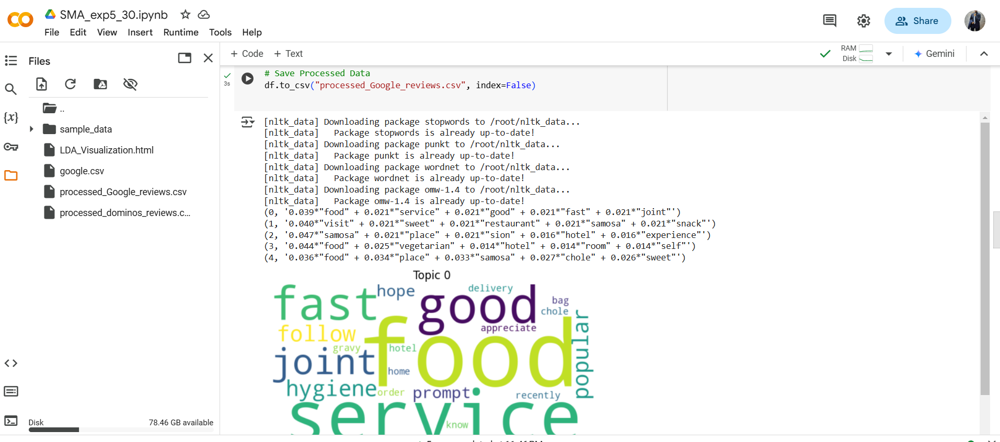 SMA_exp5_30.ipynb
File Edit View Insert Runtime Tools Help
Share
Files
+ Code + Text
RAM
Disk
Gemini
..
sample_data
LDA_Visualization.html
google.csv
processed_Google_reviews.csv
processed_dominos_reviews.c...
Disk 78.46 GB available
{x}
3s
# Save Processed Data
df.to_csv("processed_Google_reviews.csv", index=False)
[nltk_data] Downloading package stopwords to /root/nltk_data...
[nltk_data]   Package stopwords is already up-to-date!
[nltk_data] Downloading package punkt to /root/nltk_data...
[nltk_data]   Package punkt is already up-to-date!
[nltk_data] Downloading package wordnet to /root/nltk_data...
[nltk_data]   Package wordnet is already up-to-date!
[nltk_data] Downloading package omw-1.4 to /root/nltk_data...
[nltk_data]   Package omw-1.4 is already up-to-date!
(0, '0.039*"food" + 0.021*"service" + 0.021*"good" + 0.021*"fast" + 0.021*"joint"')
(1, '0.040*"visit" + 0.021*"sweet" + 0.021*"restaurant" + 0.021*"samosa" + 0.021*"snack"')
(2, '0.047*"samosa" + 0.021*"place" + 0.021*"sion" + 0.016*"hotel" + 0.016*"experience"')
(3, '0.044*"food" + 0.025*"vegetarian" + 0.014*"hotel" + 0.014*"room" + 0.014*"self"')
(4, '0.036*"food" + 0.034*"place" + 0.033*"samosa" + 0.027*"chole" + 0.026*"sweet"')
Topic 0
fast
hope
delivery
good
bag
chole
follow
appreciate
popular
food
gravy
hotel
joint
home
hygiene
order
prompt
recently
service
know